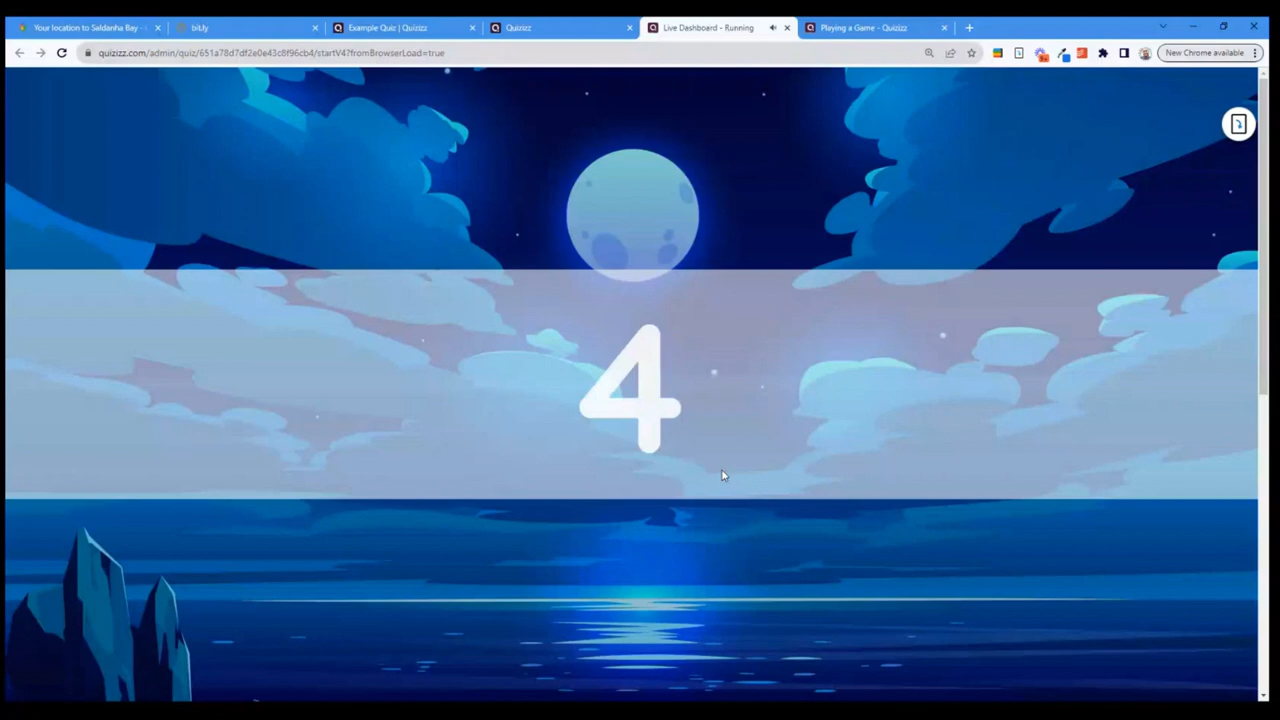 Your location to Saldanha Bay -
bit.ly
Example Quiz | Quizizz
Quizizz
Live Dashboard - Running
Playing a Game - Quizizz
quizizz.com/admin/quiz/651a78d7df2e0e43c8f96cb4/startV4?fromBrowserLoad=true
New Chrome available
4